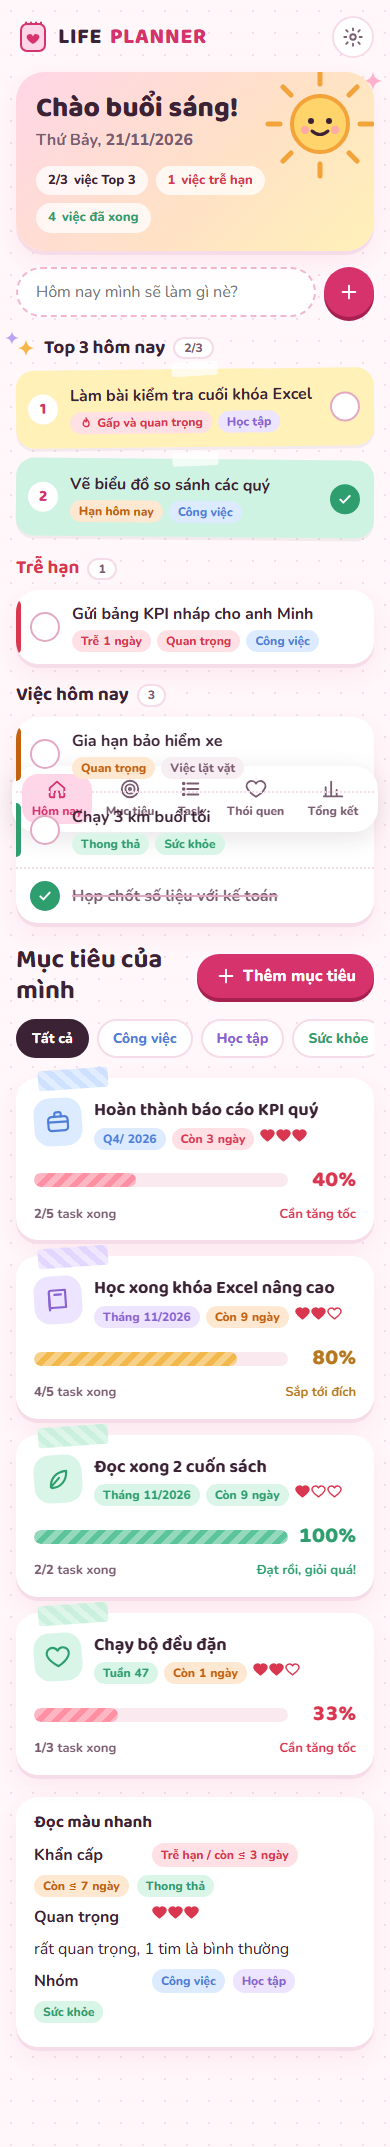 LIFE PLANNER
Chào buổi sáng!
Thứ Bảy, 21/11/2026
2/3 việc Top 3
1 việc trễ hạn
4 việc đã xong
Hôm nay mình sẽ làm gì nè?
Top 3 hôm nay 2/3
1 Làm bài kiểm tra cuối khóa Excel
Gấp và quan trọng Học tập
2 Vẽ biểu đồ so sánh các quý
Hạn hôm nay Công việc
Trễ hạn 1
Gửi bảng KPI nháp cho anh Minh
Trễ 1 ngày Quan trọng Công việc
Việc hôm nay 3
Gia hạn bảo hiểm xe
Quan trọng Việc lặt vặt
Hôm nay Mục tiêu Task Thói quen Tổng kết
Chạy 3 km buổi tối
Thong thả Sức khỏe
Họp chốt số liệu với kế toán
Mục tiêu của
mình
Thêm mục tiêu
Tất cả Công việc Học tập Sức khỏe
Hoàn thành báo cáo KPI quý
Q4/ 2026 Còn 3 ngày
40%
2/5 task xong Cần tăng tốc
Học xong khóa Excel nâng cao
Tháng 11/2026 Còn 9 ngày
80%
4/5 task xong Sắp tới đích
Đọc xong 2 cuốn sách
Tháng 11/2026 Còn 9 ngày
100%
2/2 task xong Đạt rồi, giỏi quá!
Chạy bộ đều đặn
Tuần 47 Còn 1 ngày
33%
1/3 task xong Cần tăng tốc
Đọc màu nhanh
Khẩn cấp Trễ hạn / còn ≤ 3 ngày
Còn ≤ 7 ngày Thong thả
Quan trọng
rất quan trọng, 1 tim là bình thường
Nhóm Công việc Học tập
Sức khỏe